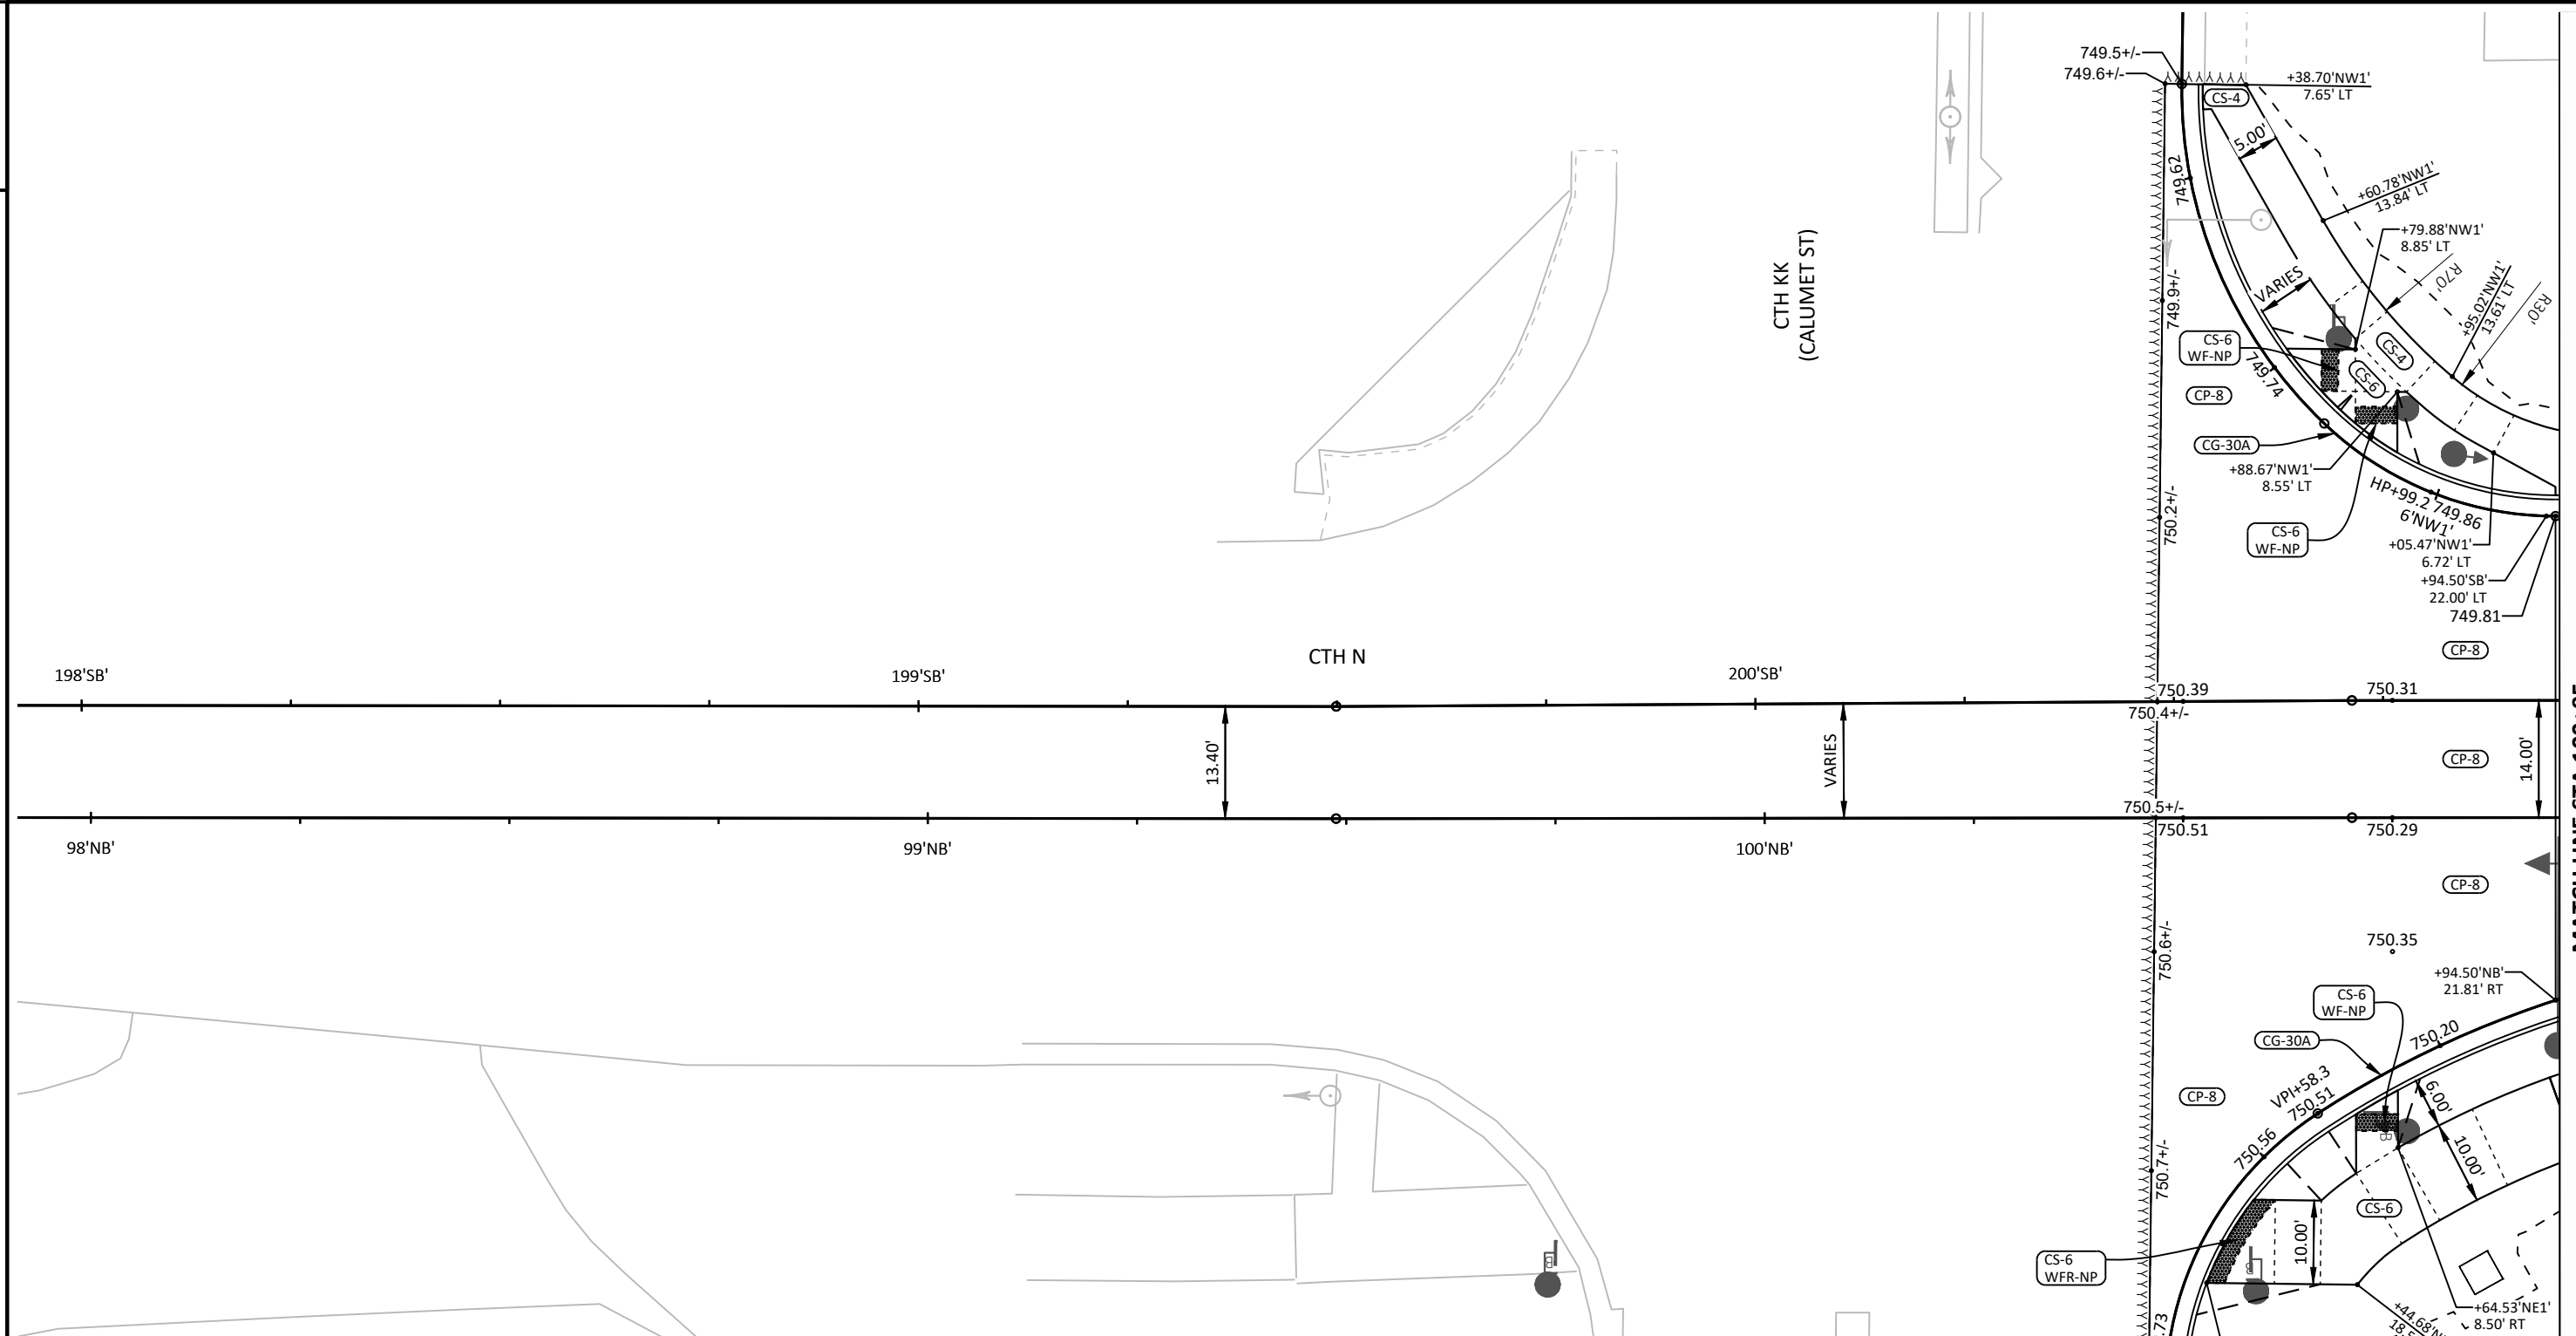 749.5+/-
749.6+/-
+38.70'NW1'
7.65' LT
CS-4
5.00'
749.62
+60.78'NW1'
13.84' LT
+79.88'NW1'
8.85' LT
CTH KK
(CALUMET ST)
749.9+/-
VARIES
R70'
+95.02'NW1'
13.61' LT
R30'
CS-6
WF-NP
CS-4
CS-6
749.74
CP-8
CG-30A
+88.67'NW1'
8.55' LT
HP+99.2 749.86
6'NW1'
750.2+/-
CS-6
WF-NP
+05.47'NW1'
6.72' LT
+94.50'SB'
22.00' LT
749.81
CP-8
CTH N
198'SB'
199'SB'
200'SB'
750.39
750.31
750.4+/-
13.40'
VARIES
CP-8
14.00'
750.5+/-
750.51
750.29
98'NB'
99'NB'
100'NB'
CP-8
750.6+/-
750.35
+94.50'NB'
21.81' RT
CS-6
WF-NP
CG-30A
750.20
VPI+58.3
750.51
CP-8
6.00'
750.56
10.00'
750.7+/-
CS-6
10.00'
CS-6
WFR-NP
+64.53'NE1'
8.50' RT